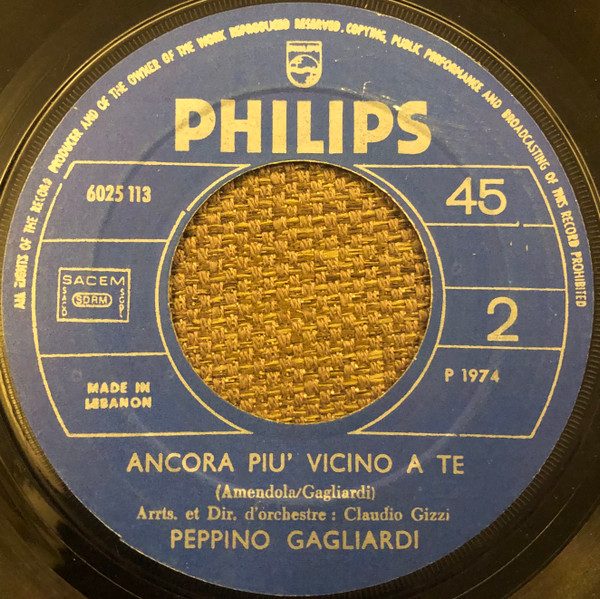 ALL RIGHTS OF THE RECORD PRODUCER AND OF THE OWNER OF THE WORK REPRODUCED RESERVED. COPYING, PUBLIC PERFORMANCE AND BROADCASTING OF THIS RECORD PROHIBITED
PHILIPS
PHILIPS
6025 113
45
SACEM
SACD SDRM SGDL
2
MADE IN
LEBANON
P 1974
ANCORA PIU' VICINO A TE
(Amendola/Gagliardi)
Arrts. et Dir. d'orchestre : Claudio Gizzi
PEPPINO GAGLIARDI